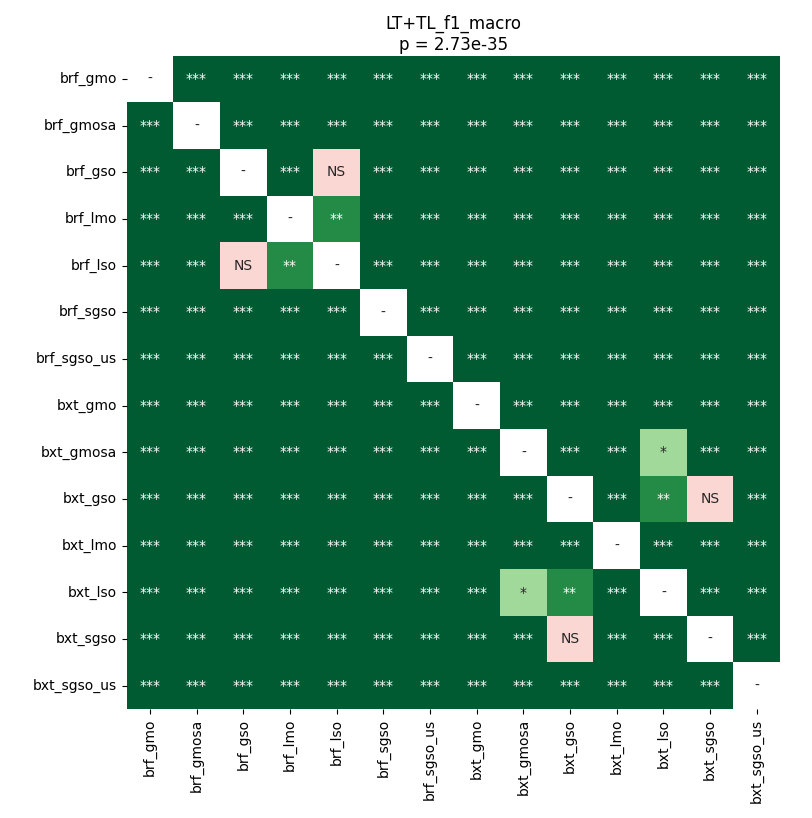 LT+TL_f1_macro
p = 2.73e-35
brf_gmo - *** *** *** *** *** *** *** *** *** *** *** *** ***
brf_gmosa *** - *** *** *** *** *** *** *** *** *** *** *** ***
brf_gso *** *** - *** NS *** *** *** *** *** *** *** *** ***
brf_lmo *** *** *** - ** *** *** *** *** *** *** *** *** ***
brf_lso *** *** NS ** - *** *** *** *** *** *** *** *** ***
brf_sgso *** *** *** *** *** - *** *** *** *** *** *** *** ***
brf_sgso_us *** *** *** *** *** *** - *** *** *** *** *** *** ***
bxt_gmo *** *** *** *** *** *** *** - *** *** *** *** *** ***
bxt_gmosa *** *** *** *** *** *** *** *** - *** *** * *** ***
bxt_gso *** *** *** *** *** *** *** *** *** - *** ** NS ***
bxt_lmo *** *** *** *** *** *** *** *** *** *** - *** *** ***
bxt_lso *** *** *** *** *** *** *** *** * ** *** - *** ***
bxt_sgso *** *** *** *** *** *** *** *** *** NS *** *** - ***
bxt_sgso_us *** *** *** *** *** *** *** *** *** *** *** *** *** -
brf_gmo brf_gmosa brf_gso brf_lmo brf_lso brf_sgso brf_sgso_us bxt_gmo bxt_gmosa bxt_gso bxt_lmo bxt_lso bxt_sgso bxt_sgso_us